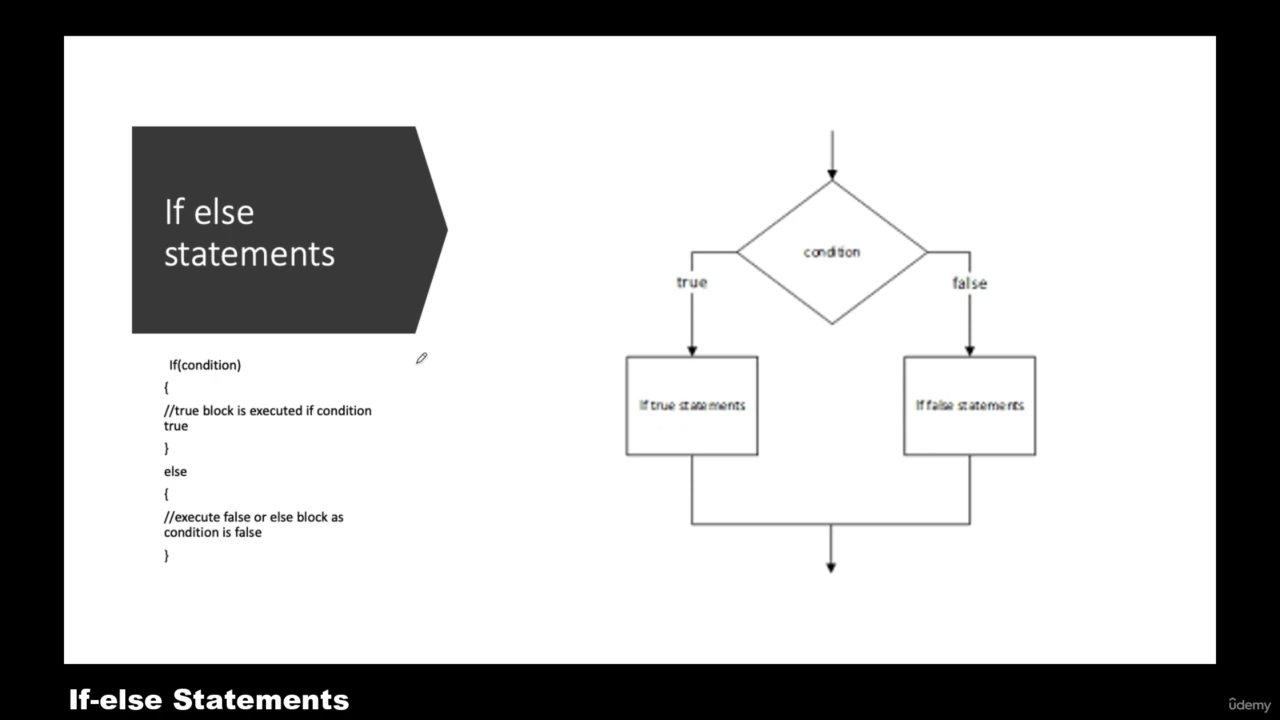 If else
statements
If(condition)
{
//true block is executed if condition
true
}
else
{
//execute false or else block as
condition is false
}
condition
true
false
If true statements
If false statements
If-else Statements
ûdemy